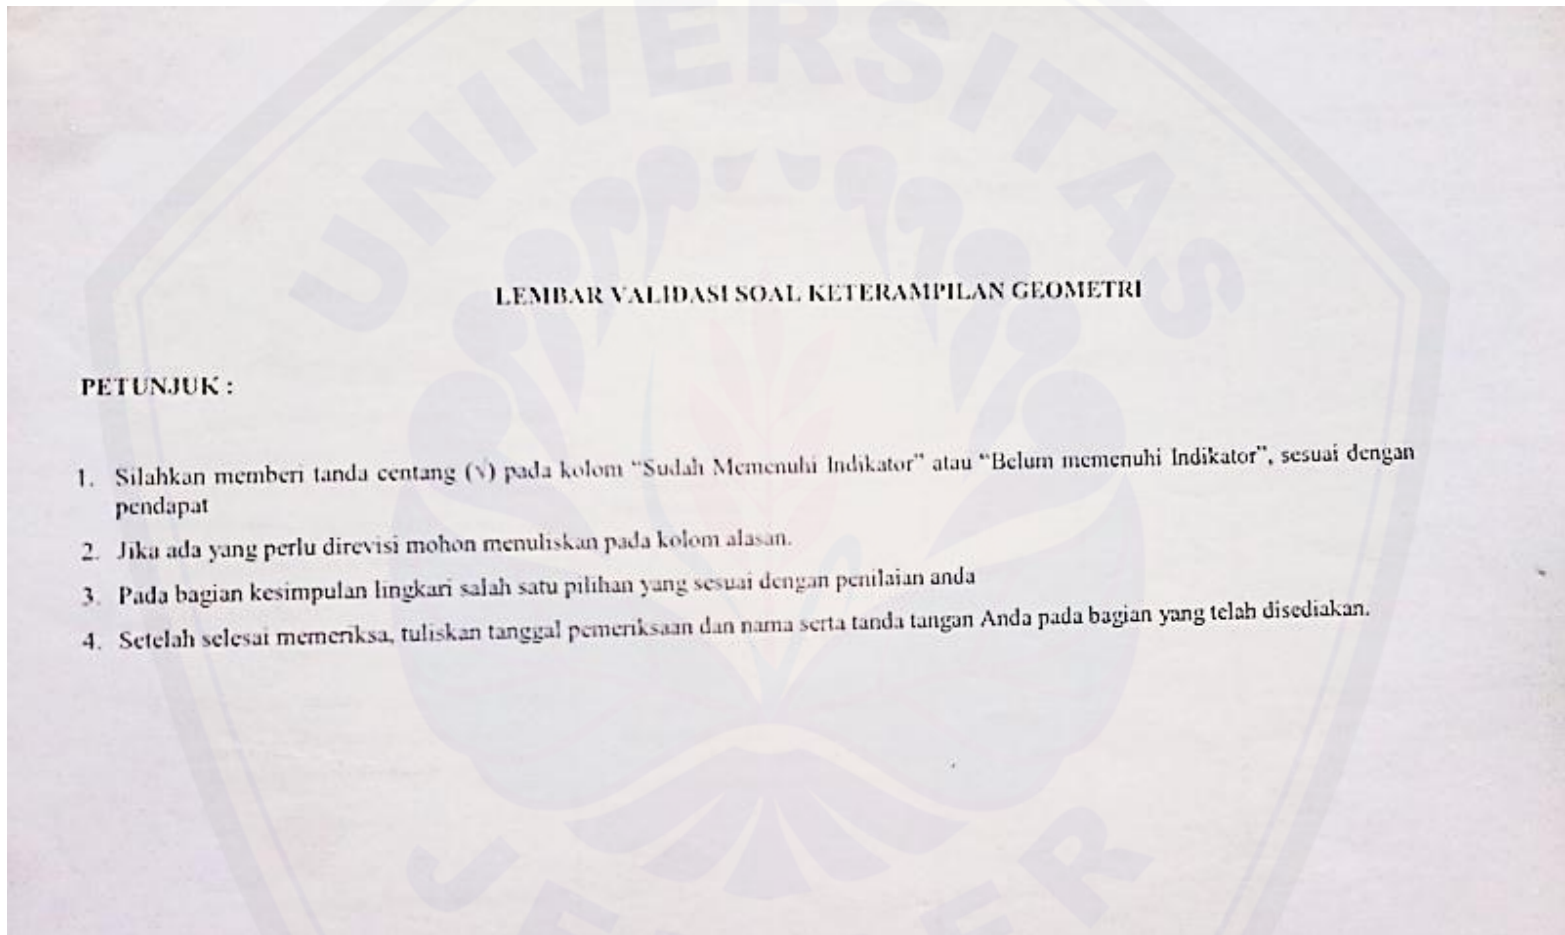 UNIVERSITAS
LEMBAR VALIDASI SOAL KETERAMPILAN GEOMETRI
PETUNJUK :
1. Silahkan memberi tanda centang (√) pada kolom “Sudah Memenuhi Indikator” atau “Belum memenuhi Indikator”, sesuai dengan
pendapat
2. Jika ada yang perlu direvisi mohon menuliskan pada kolom alasan.
3. Pada bagian kesimpulan lingkari salah satu pilihan yang sesuai dengan penilaian anda
4. Setelah selesai memeriksa, tuliskan tanggal pemeriksaan dan nama serta tanda tangan Anda pada bagian yang telah disediakan.